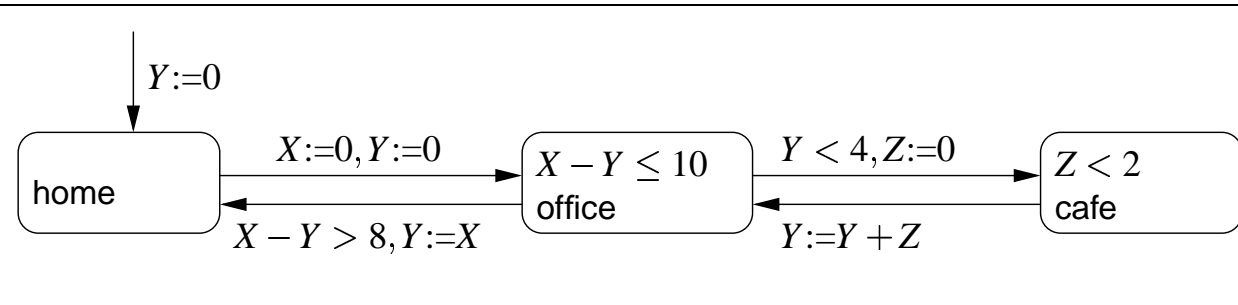 Y:=0
X:=0,Y:=0
X − Y ≤ 10
Y < 4,Z:=0
Z < 2
home
office
cafe
X − Y > 8,Y:=X
Y:=Y + Z